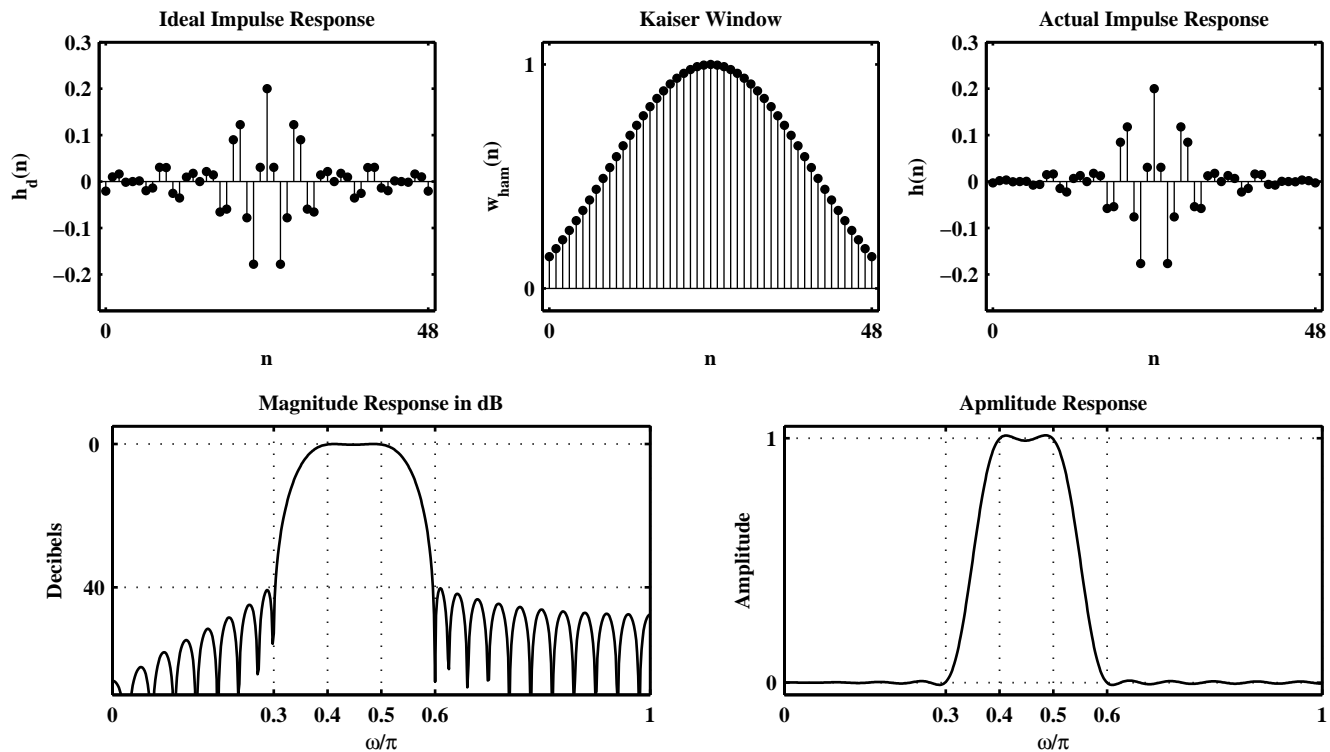 Ideal Impulse Response
0.3
0.2
0.1
0
−0.1
−0.2
h_d(n)
0 48
n
Kaiser Window
1
0
w_ham(n)
0 48
n
Actual Impulse Response
0.3
0.2
0.1
0
−0.1
−0.2
h(n)
0 48
n
Magnitude Response in dB
0
40
Decibels
0 0.3 0.4 0.5 0.6 1
ω/π
Apmlitude Response
1
0
Amplitude
0 0.3 0.4 0.5 0.6 1
ω/π